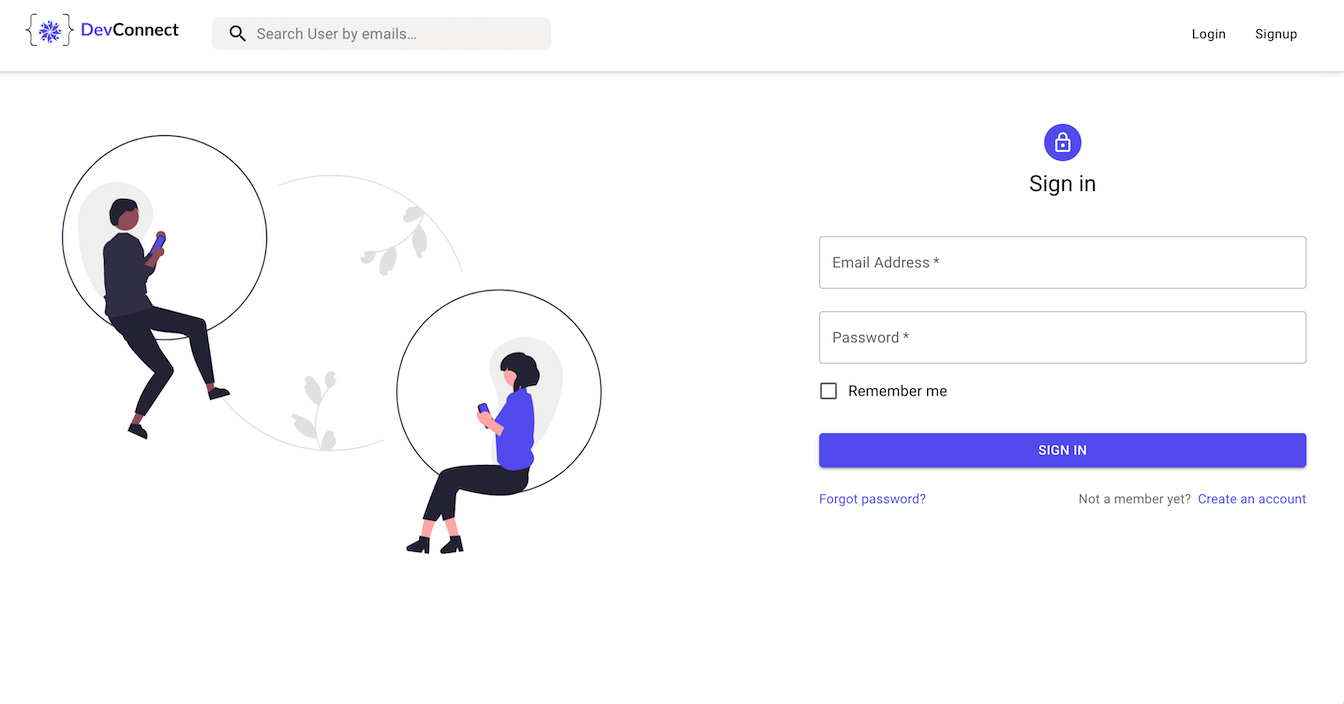 DevConnect
Search User by emails...
Login
Signup
Sign in
Email Address *
Password *
Remember me
SIGN IN
Forgot password?
Not a member yet? Create an account